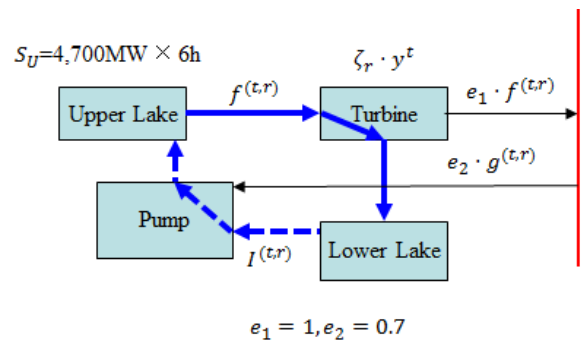 S_U=4,700MW × 6h
ζ_r · y^t
Upper Lake
f^(t,r)
Turbine
e_1 · f^(t,r)
e_2 · g^(t,r)
Pump
I^(t,r)
Lower Lake
e_1 = 1, e_2 = 0.7